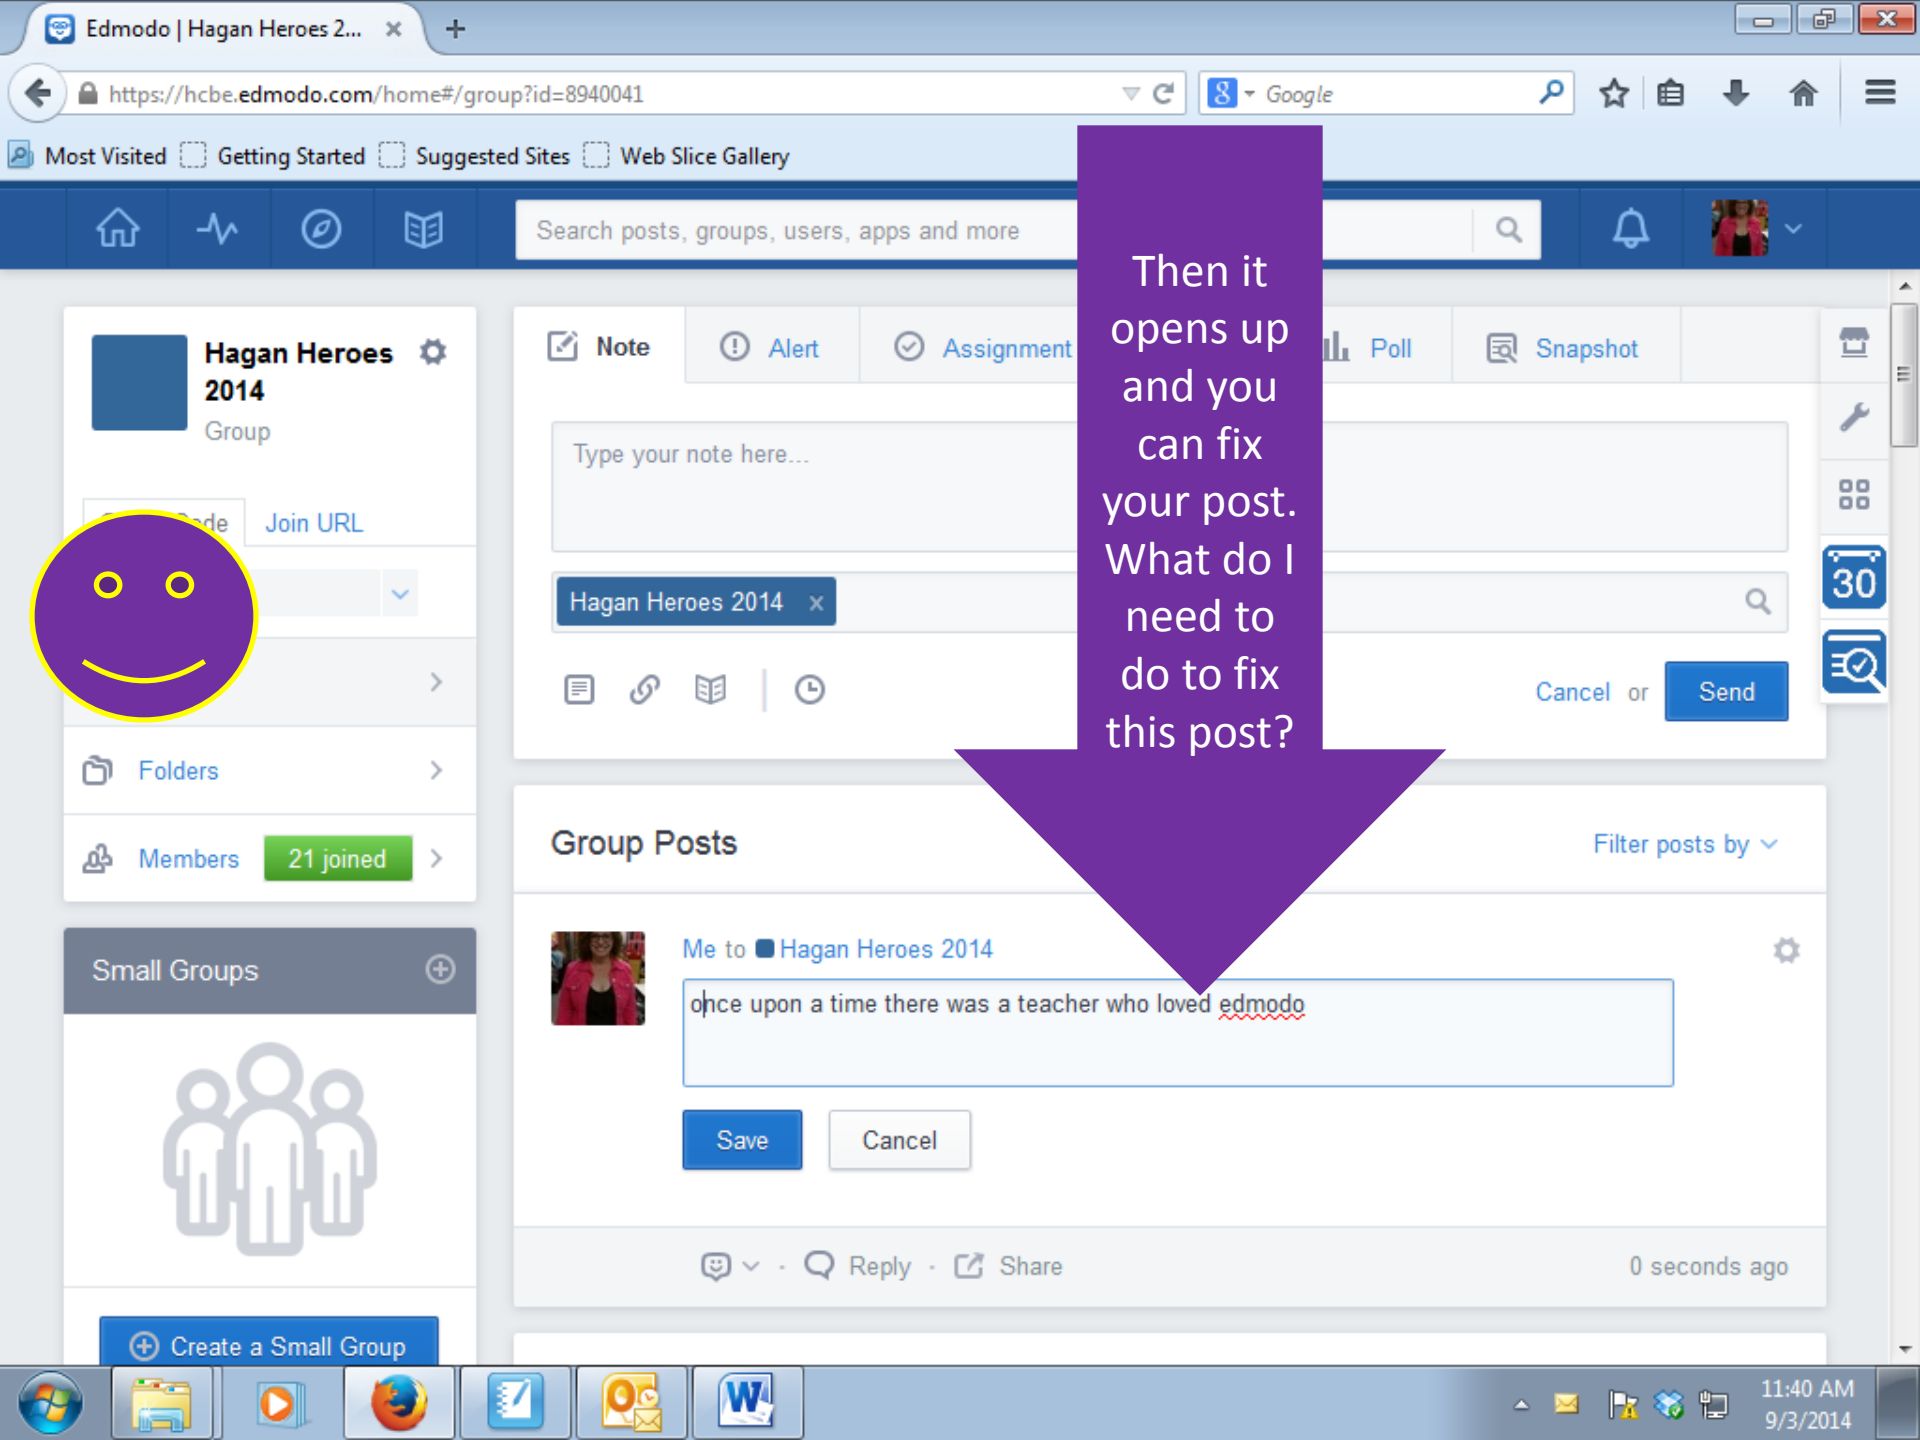 Edmodo | Hagan Heroes 2...
https://hcbe.edmodo.com/home#/group?id=8940041
Google
Most Visited Getting Started Suggested Sites Web Slice Gallery
Search posts, groups, users, apps and more
Then it
opens up
and you
can fix
your post.
What do I
need to
do to fix
this post?
Hagan Heroes
2014
Group
Join URL
Folders
Members 21 joined
Small Groups
Create a Small Group
Note Alert Assignment Poll Snapshot
Type your note here...
Hagan Heroes 2014
Cancel or Send
30
Group Posts
Filter posts by
Me to Hagan Heroes 2014
once upon a time there was a teacher who loved edmodo
Save Cancel
Reply · Share
0 seconds ago
11:40 AM
9/3/2014